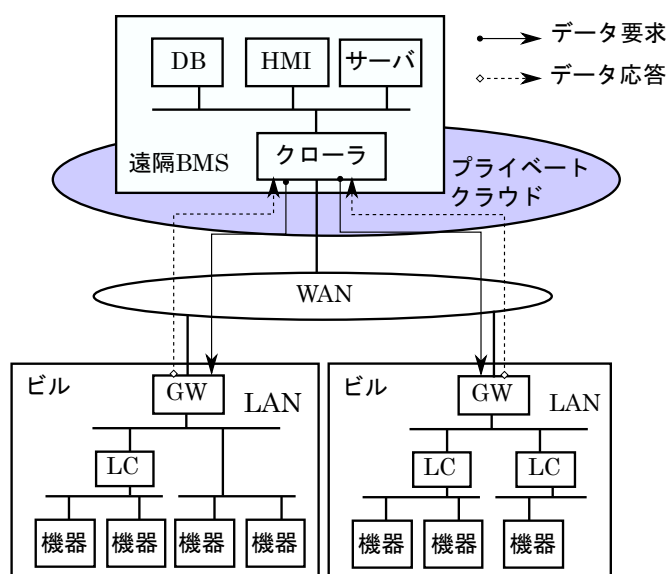 DB
HMI
サーバ
データ要求
データ応答
クローラ
遠隔BMS
プライベート
クラウド
WAN
ビル
GW
LAN
LC
機器
機器
機器
機器
ビル
GW
LAN
LC
LC
機器
機器
機器